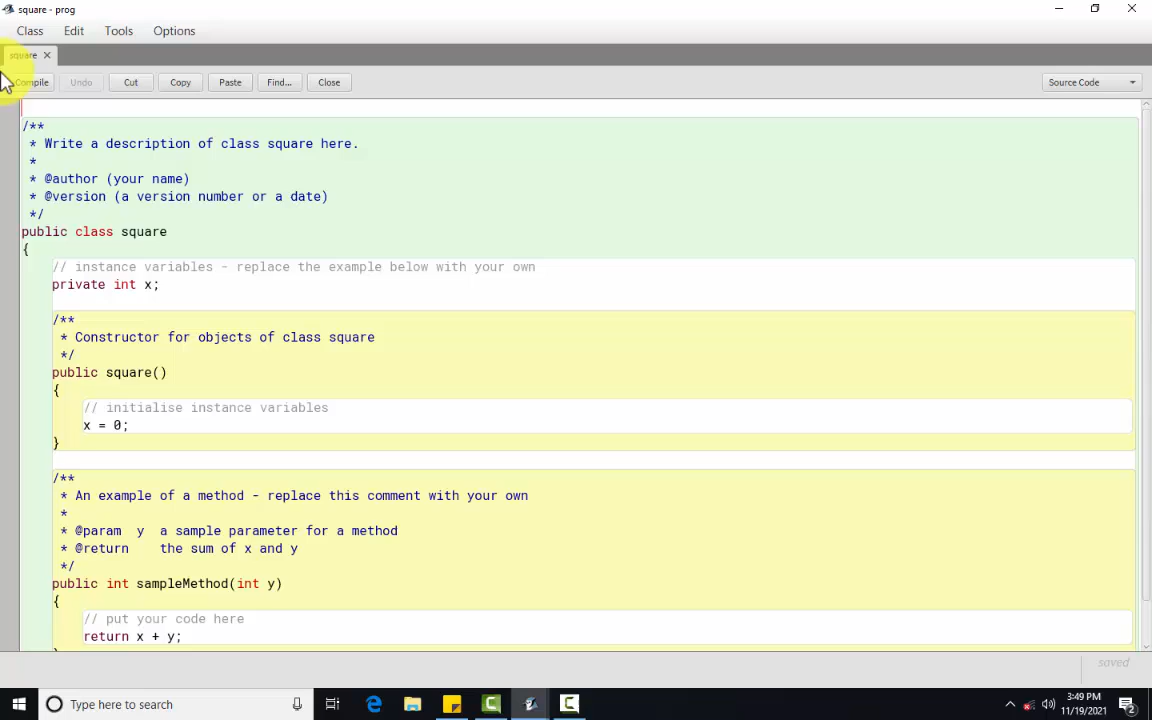 square - prog
Class Edit Tools Options
square
Compile Undo Cut Copy Paste Find... Close Source Code
/**
* Write a description of class square here.
*
* @author (your name)
* @version (a version number or a date)
*/
public class square
{
// instance variables - replace the example below with your own
private int x;
/**
* Constructor for objects of class square
*/
public square()
{
// initialise instance variables
x = 0;
}
/**
* An example of a method - replace this comment with your own
*
* @param y a sample parameter for a method
* @return the sum of x and y
*/
public int sampleMethod(int y)
{
// put your code here
return x + y;
saved
Type here to search
3:49 PM
11/19/2021
2